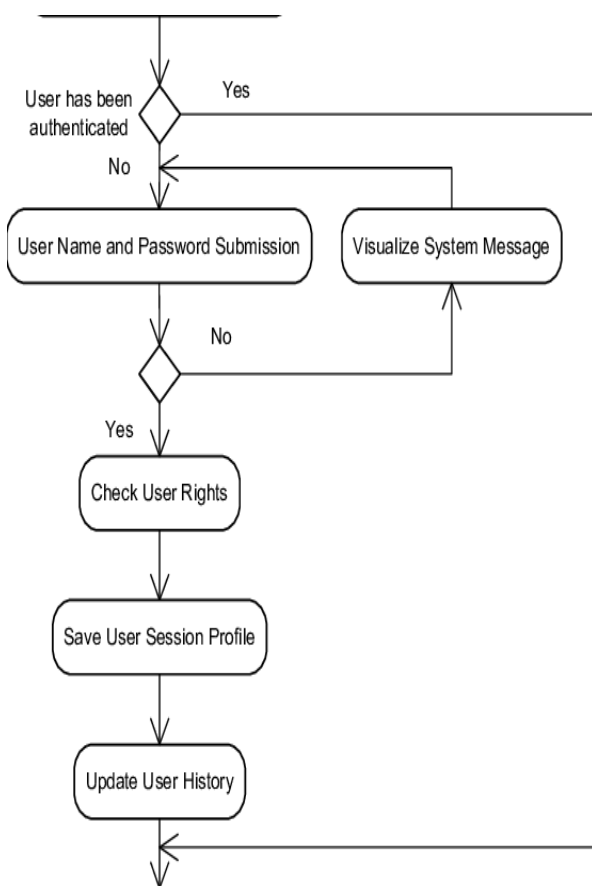 User has been
authenticated
Yes
No
User Name and Password Submission
Visualize System Message
No
Yes
Check User Rights
Save User Session Profile
Update User History